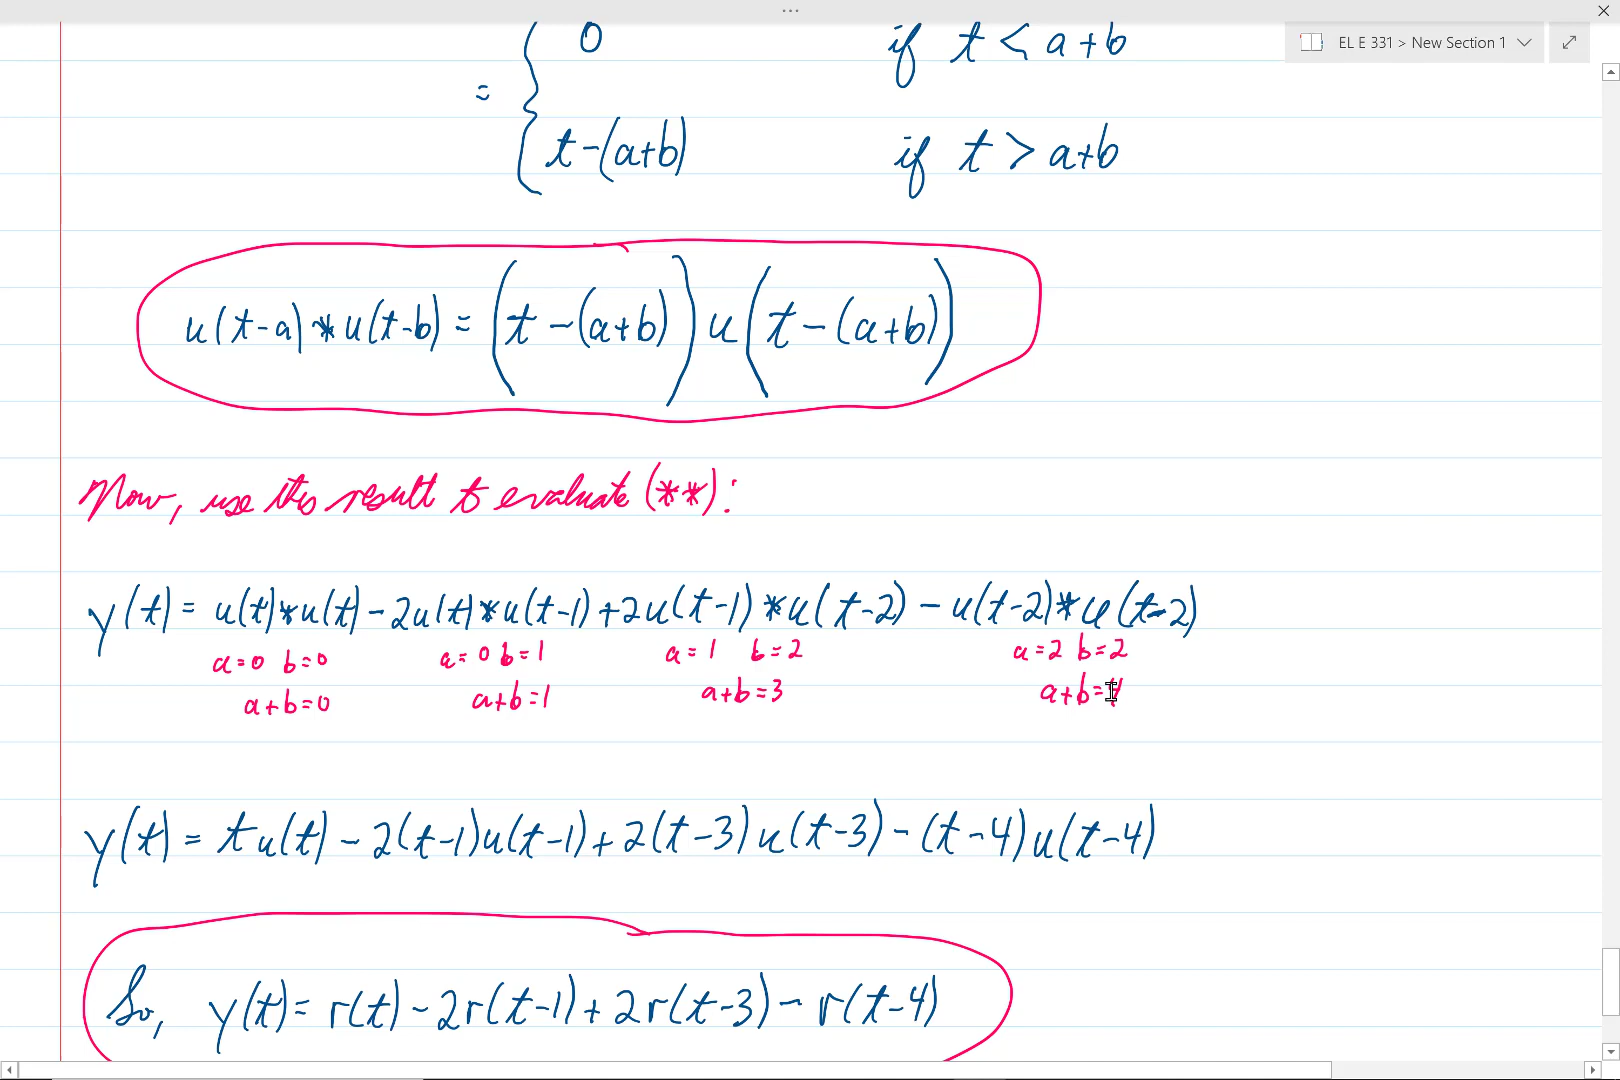 0 if t < a+b
EL E 331 > New Section 1
=
t-(a+b) if t > a+b
u(t-a)*u(t-b) = (t-(a+b))u(t-(a+b))
Now, use this result to evaluate (**):
y(t) = u(t)*u(t) - 2u(t)*u(t-1) + 2u(t-1)*u(t-2) - u(t-2)*u(t-2)
a=0 b=0 a=0 b=1 a=1 b=2 a=2 b=2
a+b=0 a+b=1 a+b=3 a+b=4
y(t) = tu(t) - 2(t-1)u(t-1) + 2(t-3)u(t-3) - (t-4)u(t-4)
So, y(t) = r(t) - 2r(t-1) + 2r(t-3) - r(t-4)